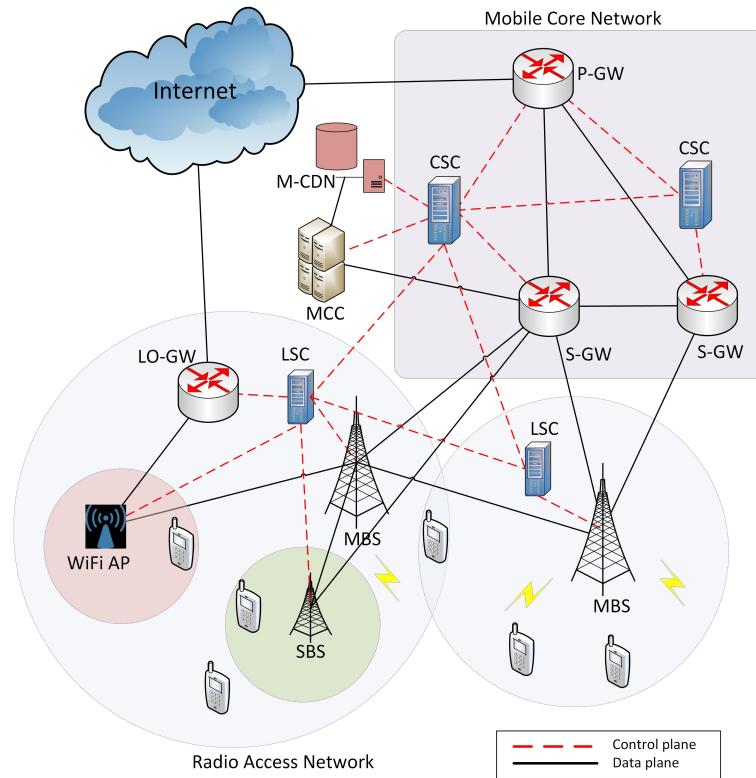 Mobile Core Network
Internet
P-GW
CSC
CSC
M-CDN
MCC
S-GW
S-GW
LO-GW
LSC
LSC
MBS
WiFi AP
MBS
SBS
Radio Access Network
Control plane
Data plane